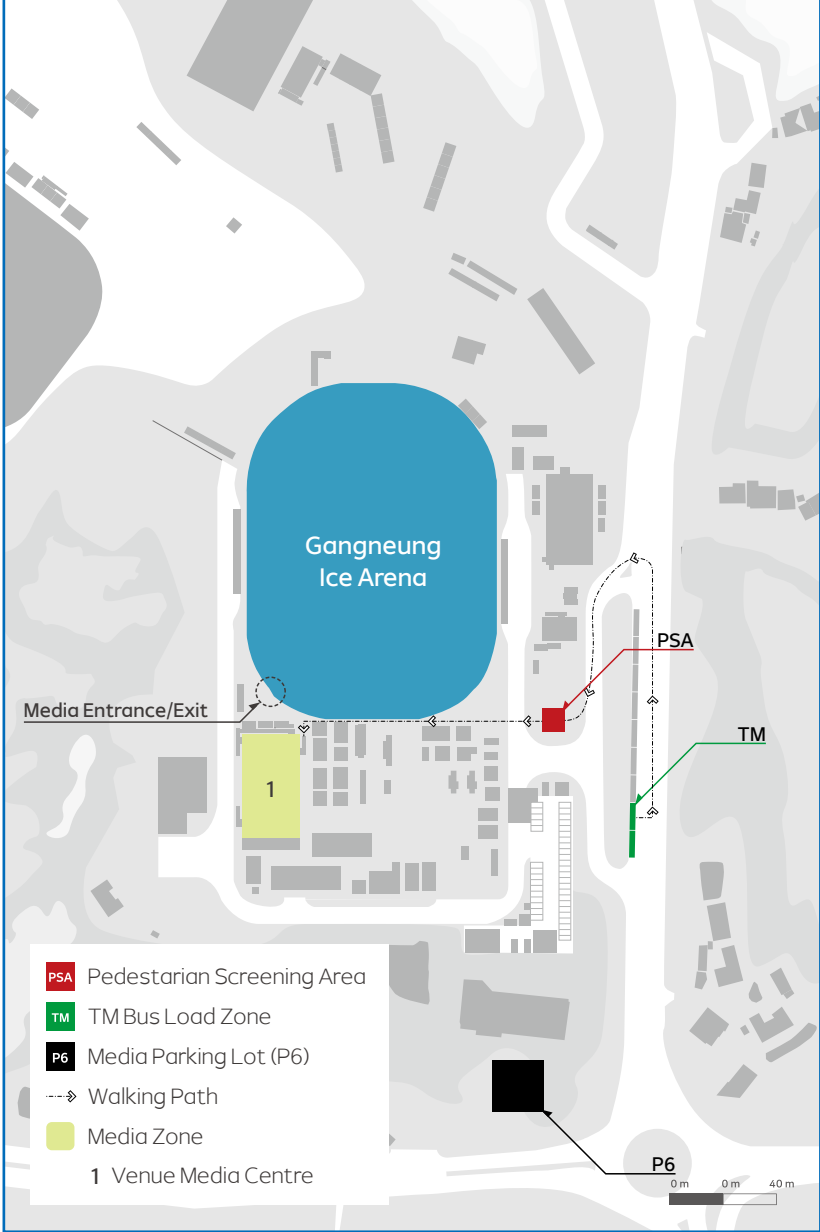 Gangneung
Ice Arena
PSA
Media Entrance/Exit
TM
1
PSA Pedestarian Screening Area
TM TM Bus Load Zone
P6 Media Parking Lot (P6)
Walking Path
Media Zone
1 Venue Media Centre
P6
0 m 0 m 40 m